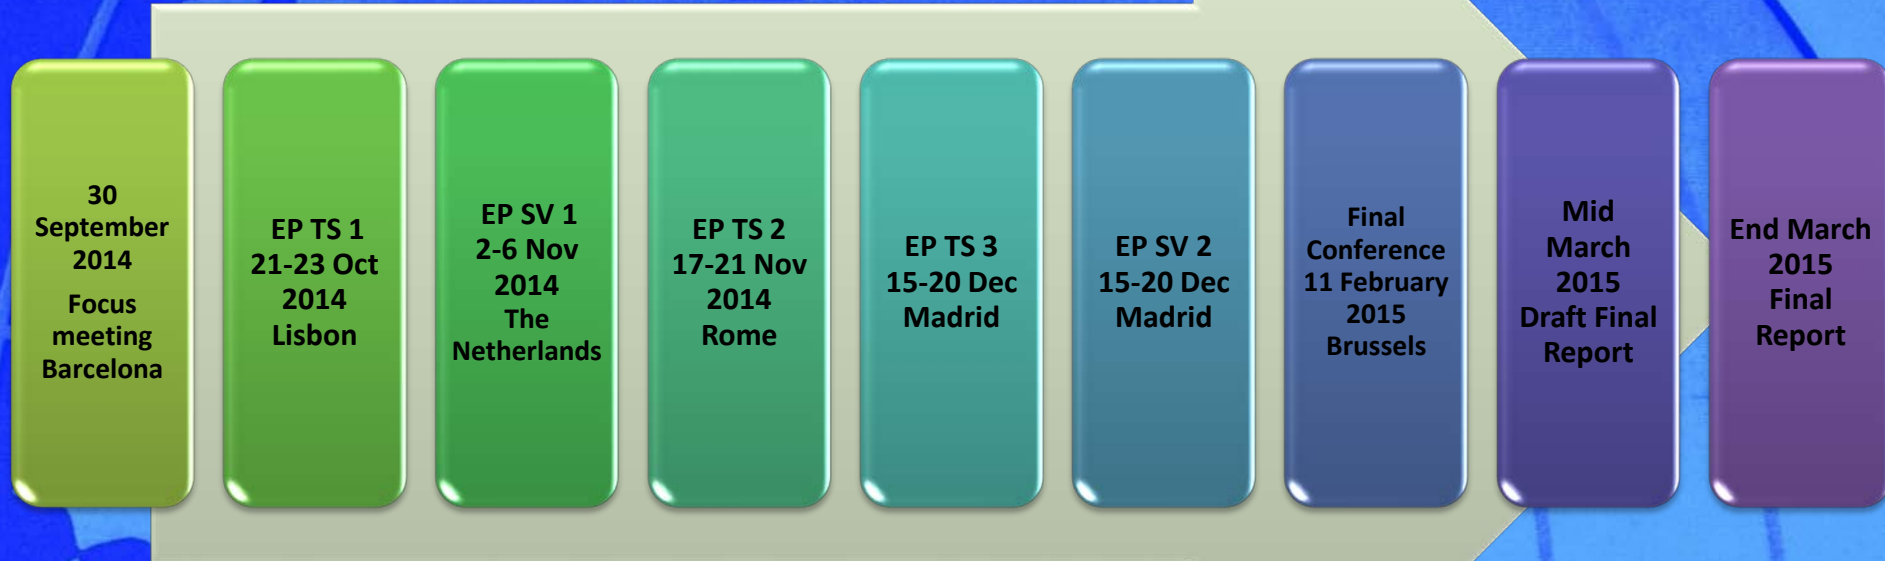 30
September
2014
Focus
meeting
Barcelona
EP TS 1
21-23 Oct
2014
Lisbon
EP SV 1
2-6 Nov
2014
The
Netherlands
EP TS 2
17-21 Nov
2014
Rome
EP TS 3
15-20 Dec
Madrid
EP SV 2
15-20 Dec
Madrid
Final
Conference
11 February
2015
Brussels
Mid
March
2015
Draft Final
Report
End March
2015
Final
Report